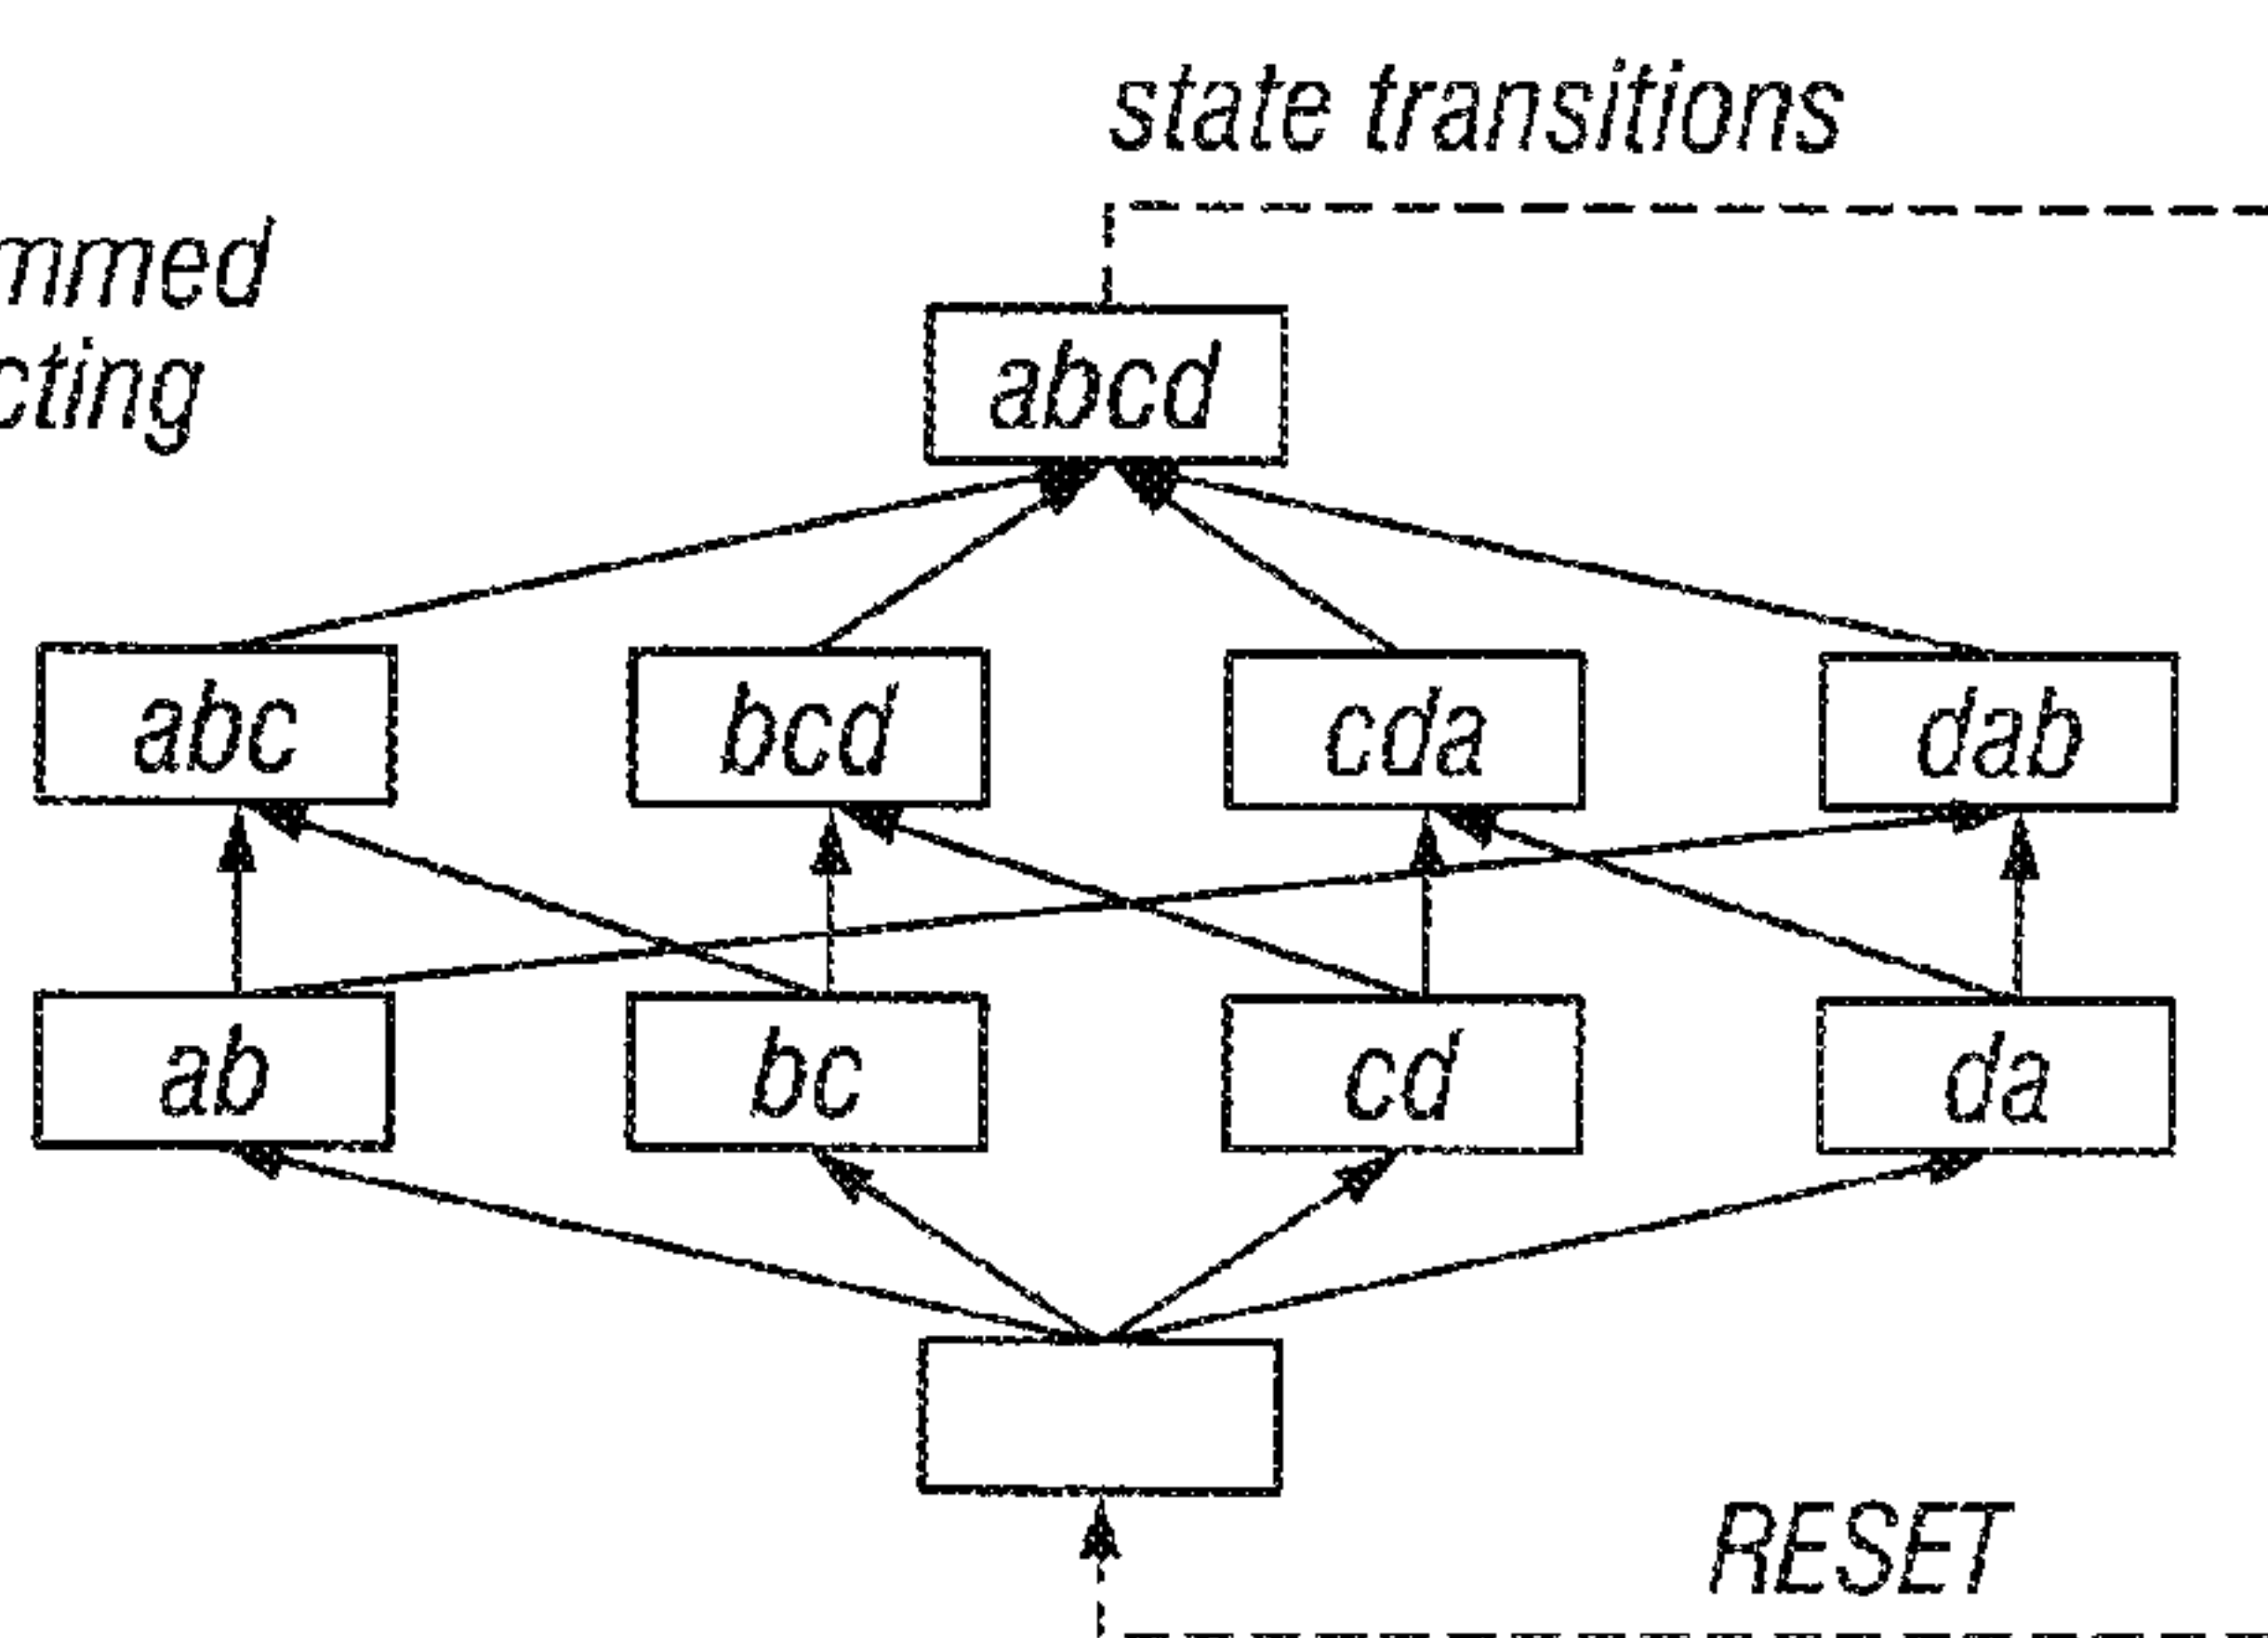 state transitions
mmed
cting
abcd
abc bcd cda dab
ab bc cd da
RESET